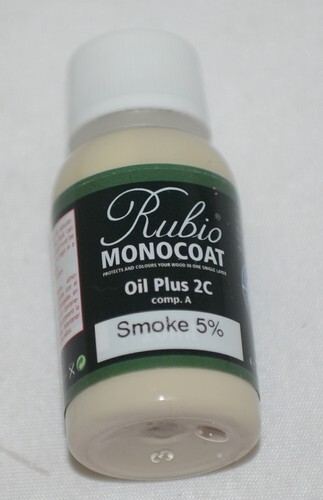 Rubio®
MONOCOAT
PROTECTS AND COLOURS YOUR WOOD IN ONE SINGLE LAYER
Oil Plus 2C
comp. A
Smoke 5%
X